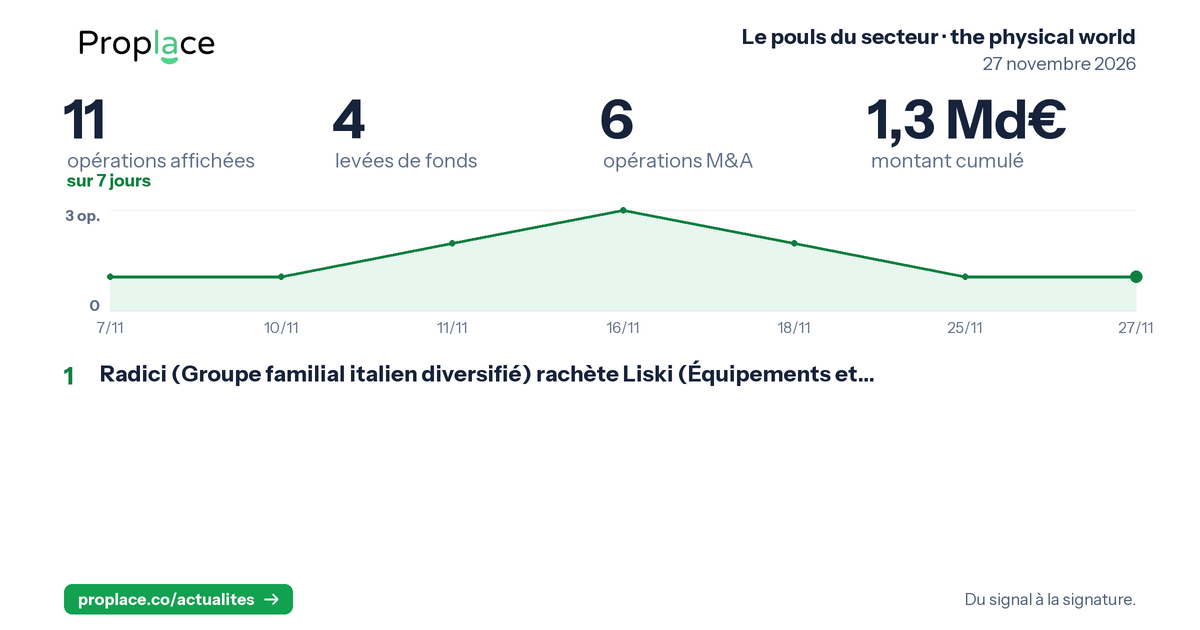 Proplace
Le pouls du secteur · the physical world
27 novembre 2026
11
opérations affichées
sur 7 jours
4
levées de fonds
6
opérations M&A
1,3 Md€
montant cumulé
3 op.
0
7/11
10/11
11/11
16/11
18/11
25/11
27/11
1 Radici (Groupe familial italien diversifié) rachète Liski (Équipements et...
proplace.co/actualites →
Du signal à la signature.